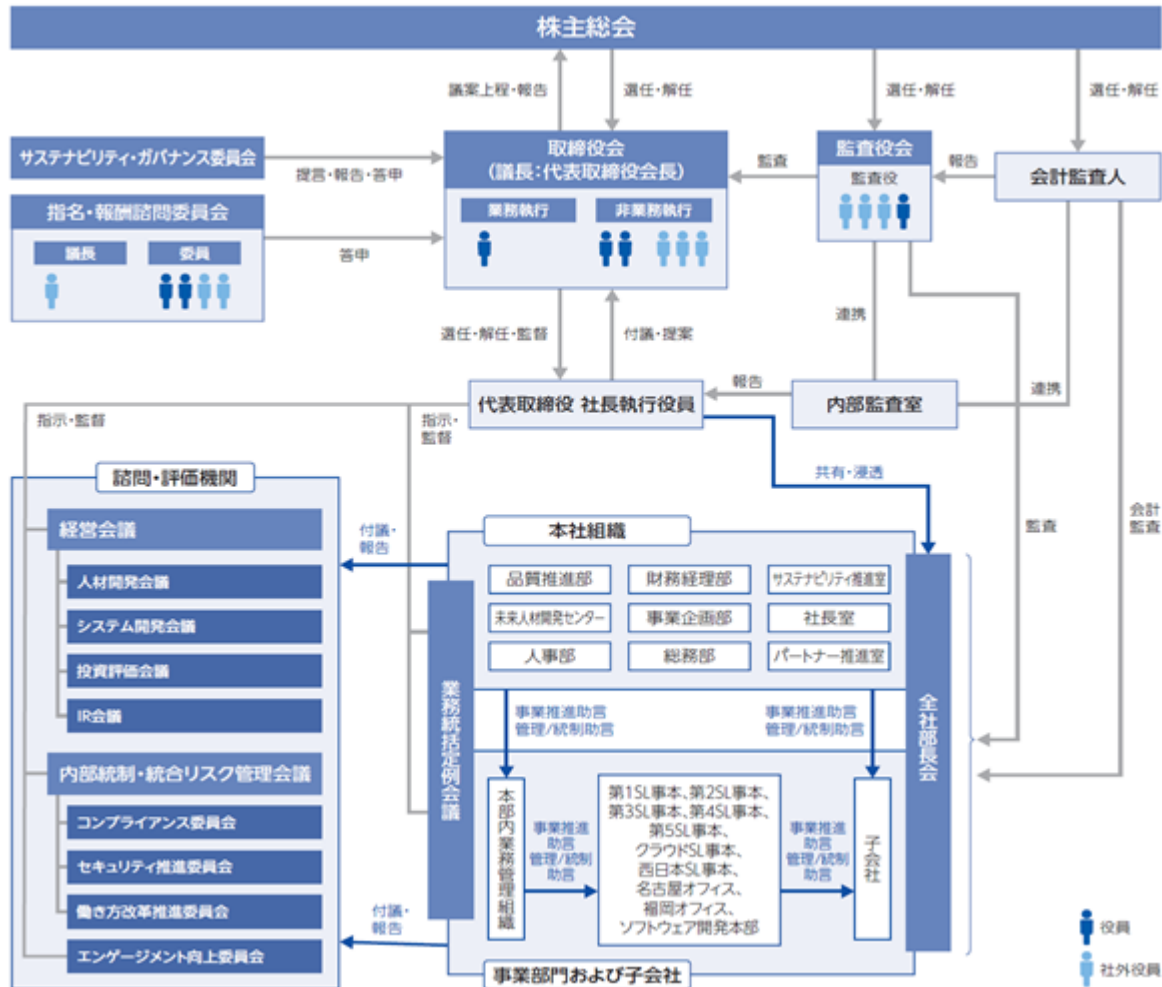 株主総会
議案上程・報告
選任・解任
選任・解任
選任・解任
サステナビリティ・ガバナンス委員会
提言・報告・答申
取締役会
(議長:代表取締役会長)
業務執行
非業務執行
監査
監査役会
監査役
報告
会計監査人
指名・報酬諮問委員会
議長
委員
答申
選任・解任・監督
付議・提案
連携
代表取締役 社長執行役員
報告
内部監査室
連携
指示・監督
指示・
監督
共有・浸透
監査
会計
監査
諮問・評価機関
経営会議
人材開発会議
システム開発会議
投資評価会議
IR会議
内部統制・統合リスク管理会議
コンプライアンス委員会
セキュリティ推進委員会
働き方改革推進委員会
エンゲージメント向上委員会
付議・
報告
付議・
報告
本社組織
品質推進部
財務経理部
サステナビリティ推進室
未来人材開発センター
事業企画部
社長室
人事部
総務部
パートナー推進室
業務統括定例会議
全社部長会
事業推進助言
管理/統制助言
事業推進助言
管理/統制助言
本部内業務管理組織
事業推進
助言
管理/統制
助言
第1SL事本、第2SL事本、
第3SL事本、第4SL事本、
第5SL事本、
クラウドSL事本、
西日本SL事本、
名古屋オフィス、
福岡オフィス、
ソフトウェア開発本部
事業推進
助言
管理/統制
助言
子会社
事業部門および子会社
役員
社外役員